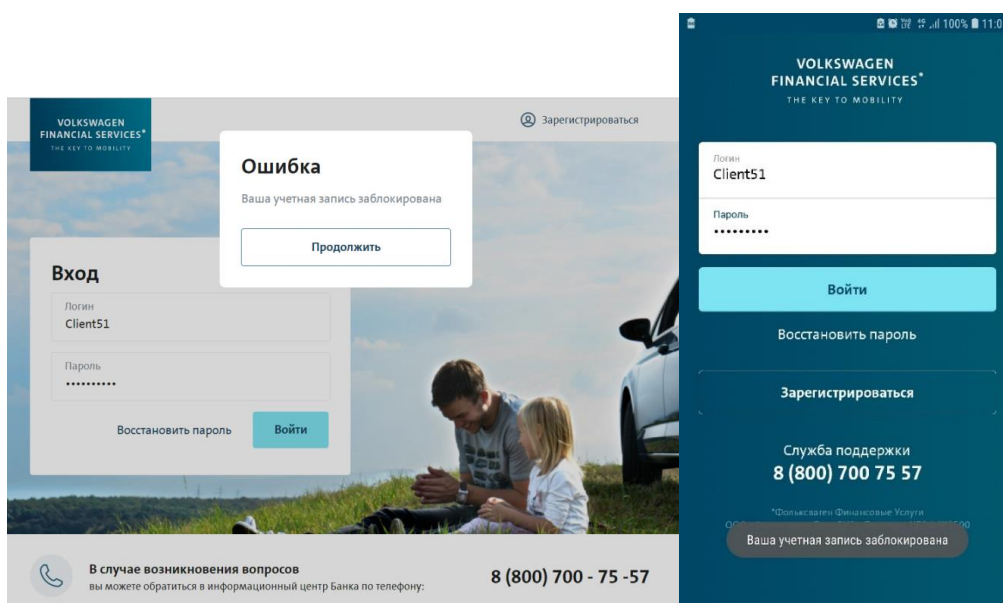 VOLKSWAGEN
FINANCIAL SERVICES*
THE KEY TO MOBILITY
Зарегистрироваться
Ошибка
Ваша учетная запись заблокирована
Продолжить
Вход
Логин
Client51
Пароль
••••••••••
Восстановить пароль
Войти
В случае возникновения вопросов
вы можете обратиться в информационный центр Банка по телефону:
8 (800) 700 - 75 -57
100% 11:0
VOLKSWAGEN
FINANCIAL SERVICES*
THE KEY TO MOBILITY
Логин
Client51
Пароль
•••••••••
Войти
Восстановить пароль
Зарегистрироваться
Служба поддержки
8 (800) 700 75 57
*Фольксваген Финансовые Услуги
Ваша учетная запись заблокирована